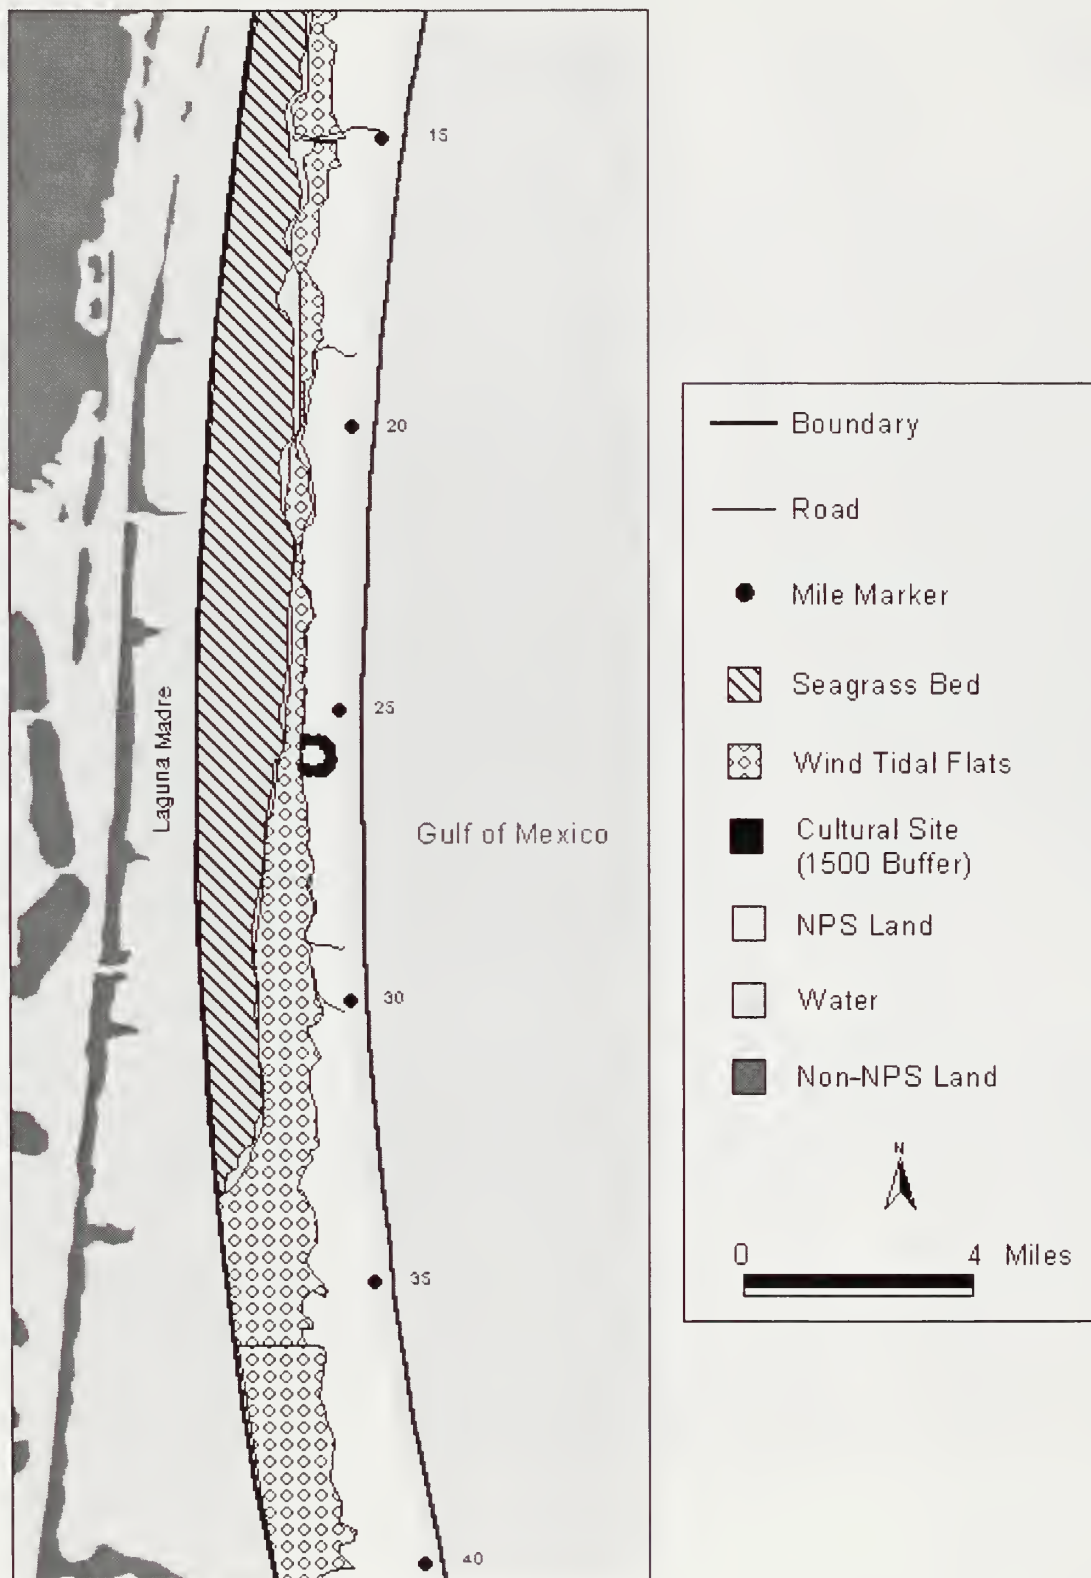 15
20
25
Laguna Madre
Gulf of Mexico
30
35
40
Boundary
Road
Mile Marker
Seagrass Bed
Wind Tidal Flats
Cultural Site
(1500 Buffer)
NPS Land
Water
Non-NPS Land
N
0 4 Miles